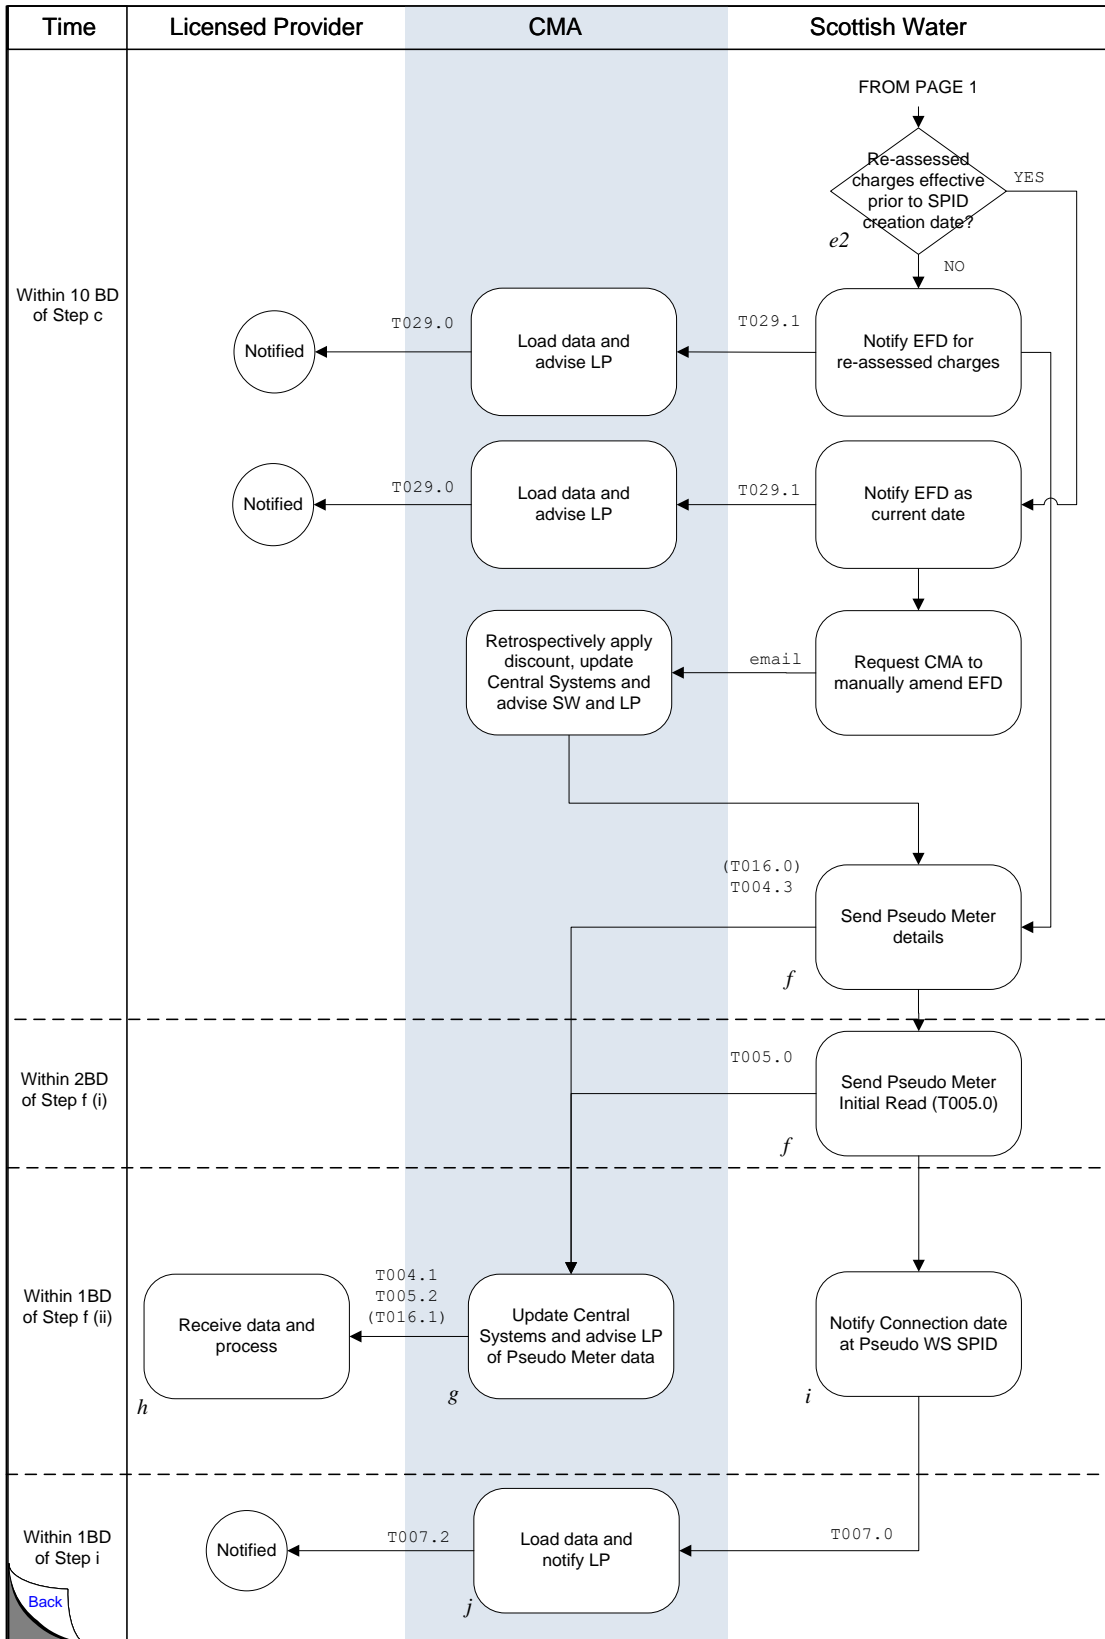 Time
Licensed Provider
CMA
Scottish Water
FROM PAGE 1
Re-assessed
charges effective
prior to SPID
creation date?
YES
e2
NO
Within 10 BD
of Step c
Notified
T029.0
Load data and
advise LP
T029.1
Notify EFD for
re-assessed charges
Notified
T029.0
Load data and
advise LP
T029.1
Notify EFD as
current date
Retrospectively apply
discount, update
Central Systems and
advise SW and LP
email
Request CMA to
manually amend EFD
(T016.0)
T004.3
Send Pseudo Meter
details
f
Within 2BD
of Step f (i)
T005.0
Send Pseudo Meter
Initial Read (T005.0)
f
Within 1BD
of Step f (ii)
Receive data and
process
h
T004.1
T005.2
(T016.1)
Update Central
Systems and advise LP
of Pseudo Meter data
g
Notify Connection date
at Pseudo WS SPID
i
Within 1BD
of Step i
Notified
T007.2
Load data and
notify LP
j
T007.0
Back